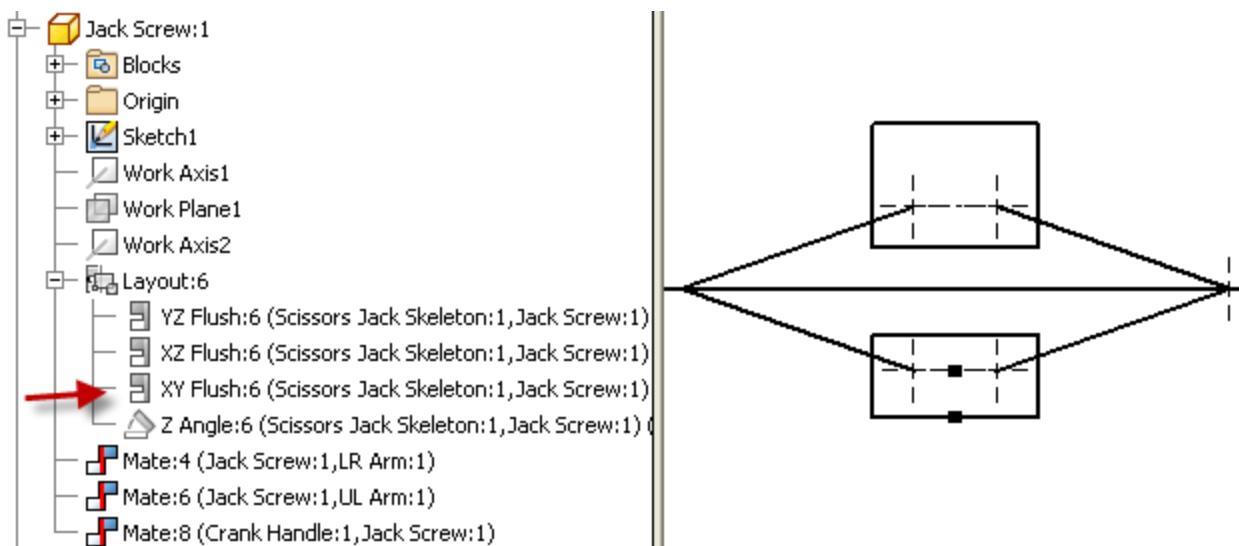 Jack Screw:1
Blocks
Origin
Sketch1
Work Axis1
Work Plane1
Work Axis2
Layout:6
YZ Flush:6 (Scissors Jack Skeleton:1,Jack Screw:1)
XZ Flush:6 (Scissors Jack Skeleton:1,Jack Screw:1)
XY Flush:6 (Scissors Jack Skeleton:1,Jack Screw:1)
Z Angle:6 (Scissors Jack Skeleton:1,Jack Screw:1) (
Mate:4 (Jack Screw:1,LR Arm:1)
Mate:6 (Jack Screw:1,UL Arm:1)
Mate:8 (Crank Handle:1,Jack Screw:1)